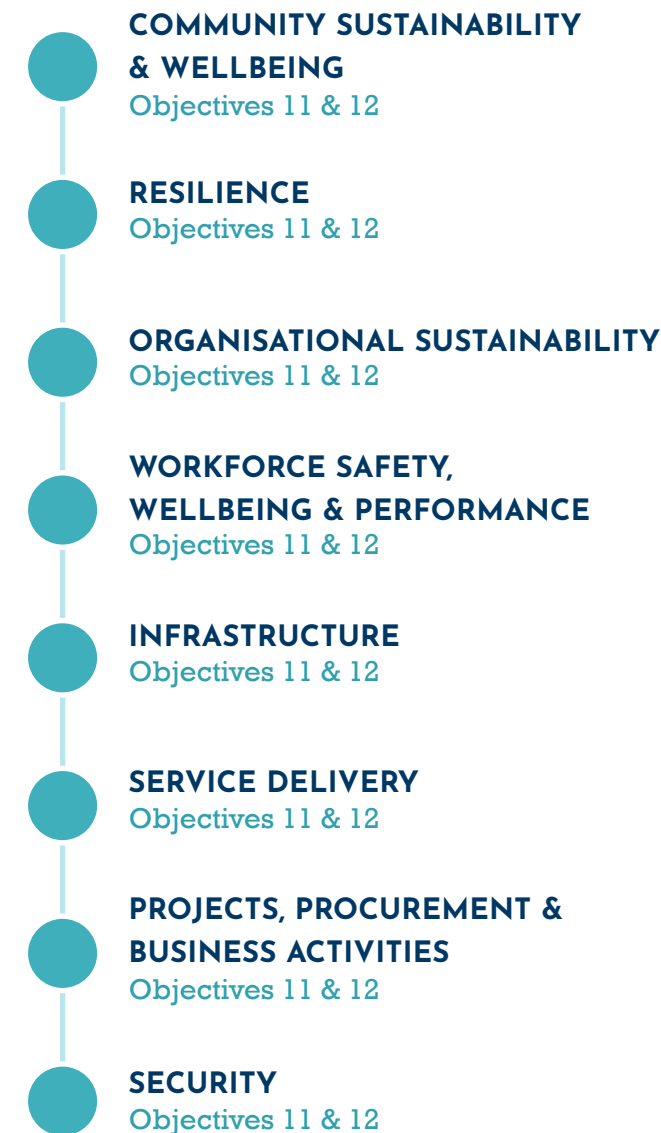 COMMUNITY SUSTAINABILITY
& WELLBEING
Objectives 11 & 12
RESILIENCE
Objectives 11 & 12
ORGANISATIONAL SUSTAINABILITY
Objectives 11 & 12
WORKFORCE SAFETY,
WELLBEING & PERFORMANCE
Objectives 11 & 12
INFRASTRUCTURE
Objectives 11 & 12
SERVICE DELIVERY
Objectives 11 & 12
PROJECTS, PROCUREMENT &
BUSINESS ACTIVITIES
Objectives 11 & 12
SECURITY
Objectives 11 & 12